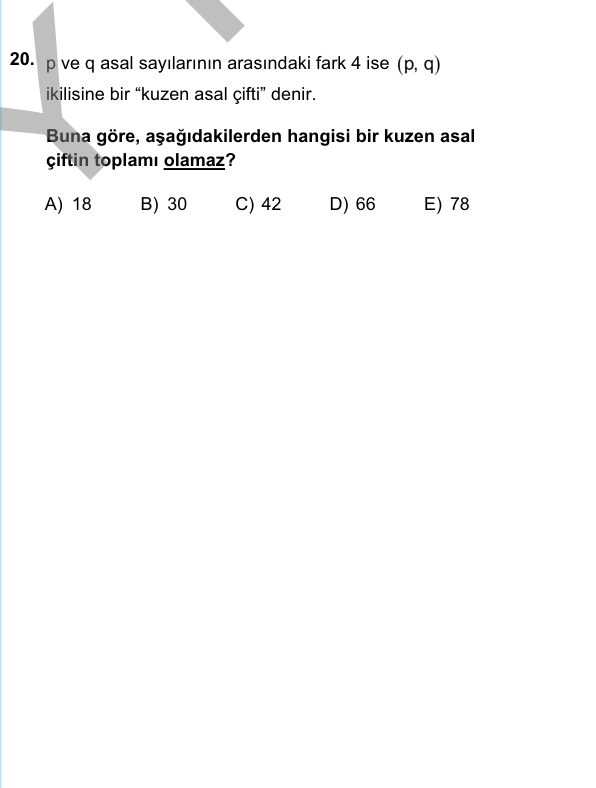 20. p ve q asal sayılarının arasındaki fark 4 ise (p, q)
ikilisine bir “kuzen asal çifti” denir.
Buna göre, aşağıdakilerden hangisi bir kuzen asal
çiftin toplamı olamaz?
A) 18 B) 30 C) 42 D) 66 E) 78